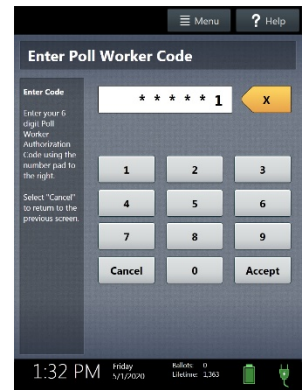 Menu
? Help
Enter Poll Worker Code
Enter Code
Enter your 6
digit Poll
Worker
Authorization
Code using the
number pad to
the right.
Select "Cancel"
to return to the
previous screen.
* * * * * 1
X
1 2 3
4 5 6
7 8 9
Cancel 0 Accept
1:32 PM
Friday
5/1/2020
Ballots: 0
Lifetime: 1,363